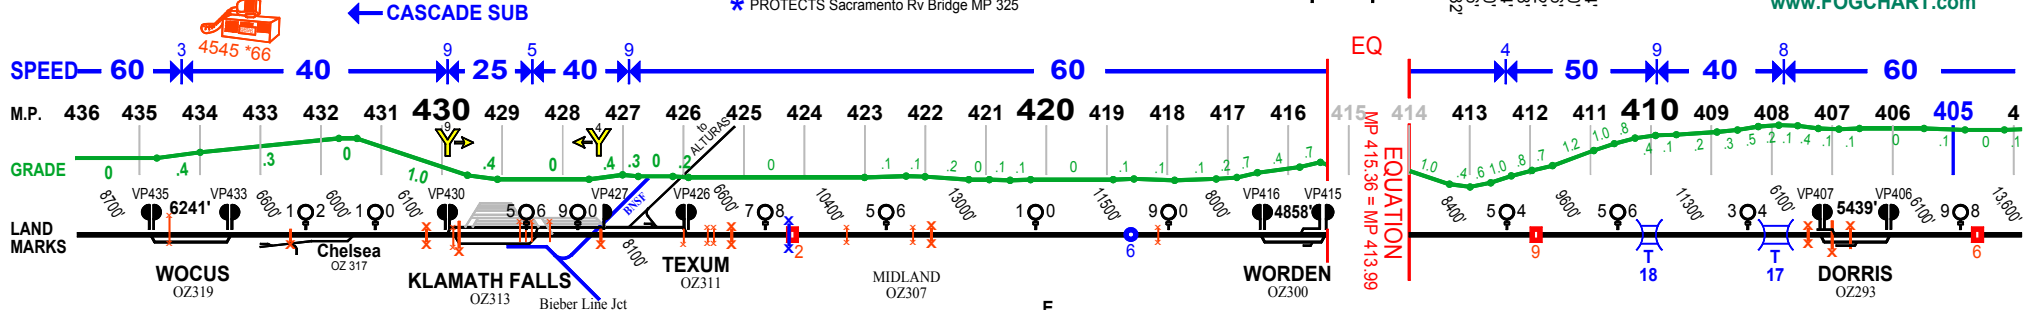 * PROTECTS Sacramento Rv Bridge MP 325
www.FOGCHART.com
CASCADE SUB
4545 *66
EQ
3 9 5 9 4 9 8
SPEED 60 40 25 40 60 50 40 60
M.P. 436 435 434 433 432 431 430 429 428 427 426 425 424 423 422 421 420 419 418 417 416 415 414 413 412 411 410 409 408 407 406 405 4
9 4
Y Y
to ALTURAS
MP 415.36 = MP 413.99
EQUATION
GRADE 0 .4 .3 0 1.0 .4 0 .4 .3 0 .2 0 .1 .1 .2 0 .1 .1 0 .1 .1 .2 .7 .4 .7 1.0 .4 .6 1.0 .8 .7 1.2 1.0 .8 .4 .1 .2 .3 .5 .2 .1 .4 .1 .1 0 0 .1
8700' VP435 VP433 6600' 6000' 6100' VP430 VP427 VP426 6600' 10400' 13000' 11500' 8000' VP416 VP415 8400' 9600' 11300' 6100' VP407 VP406 6100' 13,600'
6241' 1 2 1 0 5 6 9 0 BNSF 7 8 5 6 1 0 9 0 4858' 5 4 5 6 3 4 5439' 9 8
LAND
MARKS
Chelsea
OZ 317
8100'
2 6 9 6
T T
18 17
WOCUS
OZ319
KLAMATH FALLS
OZ313
Bieber Line Jct
TEXUM
OZ311
MIDLAND
OZ307
WORDEN
OZ300
DORRIS
OZ293